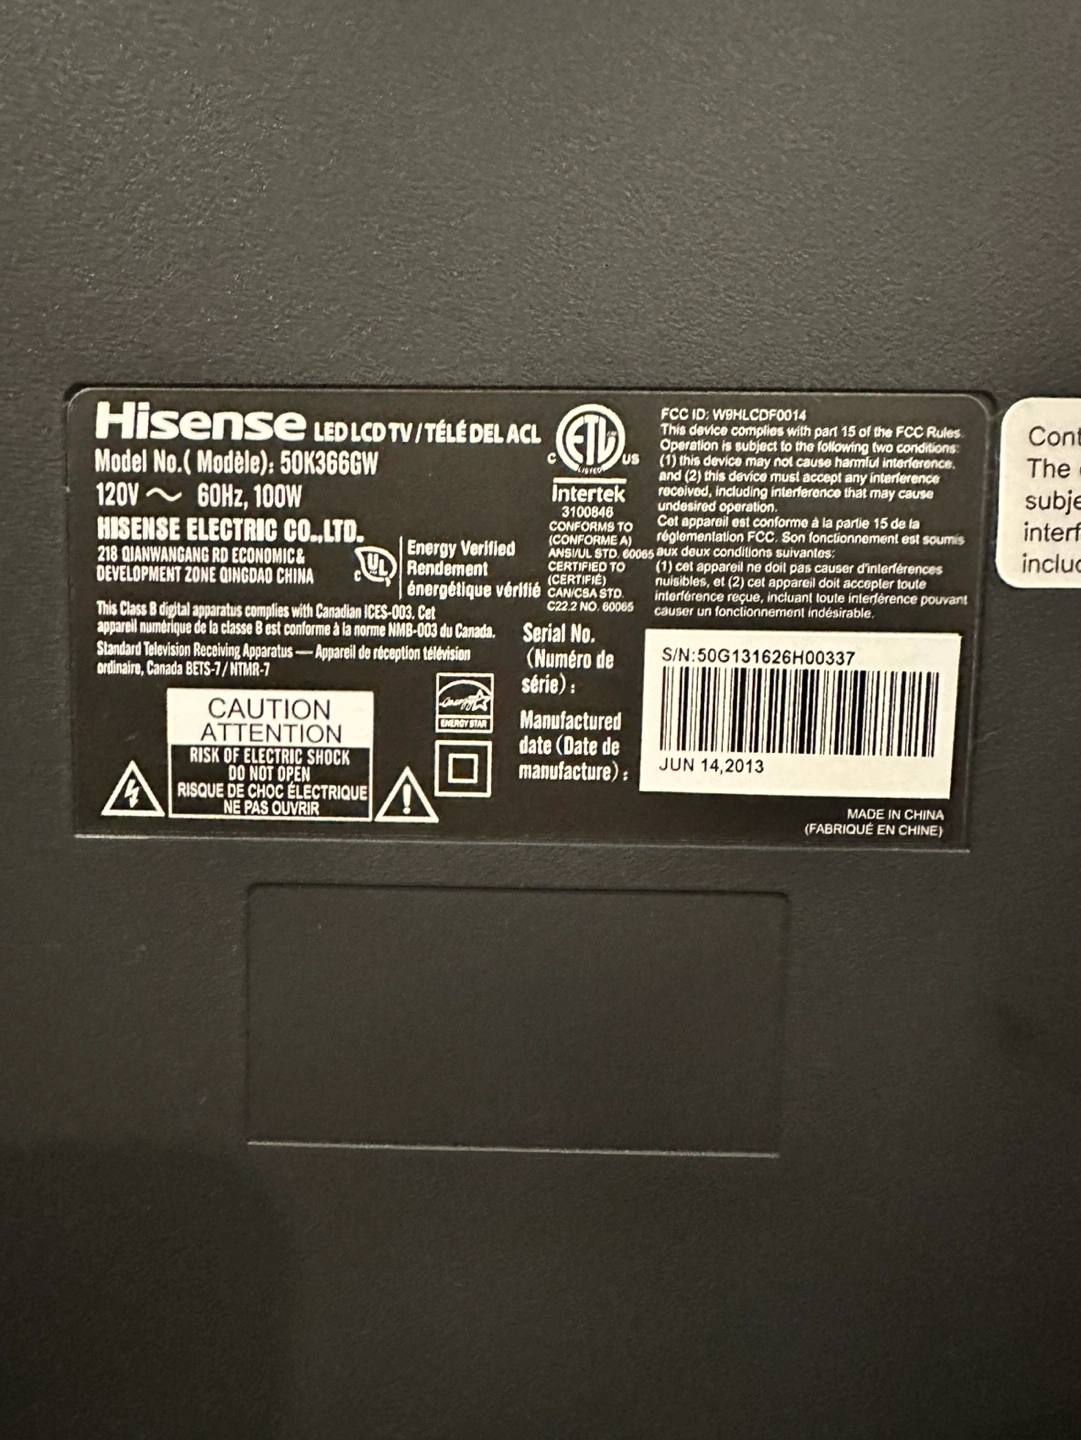 Hisense LED LCD TV / TÉLÉ DEL ACL
Model No.( Modèle): 50K366GW
120V ～ 60Hz, 100W
HISENSE ELECTRIC CO.,LTD.
218 QIANWANGANG RD ECONOMIC&
DEVELOPMENT ZONE QINGDAO CHINA
c UL
Energy Verified
Rendement
énergétique vérifié
This Class B digital apparatus complies with Canadian ICES-003. Cet
appareil numérique de la classe B est conforme à la norme NMB-003 du Canada.
Standard Television Receiving Apparatus — Appareil de réception télévision
ordinaire, Canada BETS-7 / NTMR-7
CAUTION
ATTENTION
RISK OF ELECTRIC SHOCK
DO NOT OPEN
RISQUE DE CHOC ÉLECTRIQUE
NE PAS OUVRIR
energy
ENERGY STAR
C ETL US
LISTED
Intertek
3100846
CONFORMS TO
(CONFORME A)
ANSI/UL STD. 60065
CERTIFIED TO
(CERTIFIÉ)
CAN/CSA STD.
C22.2 NO. 60065
FCC ID: W9HLCDF0014
This device complies with part 15 of the FCC Rules.
Operation is subject to the following two conditions:
(1) this device may not cause harmful interference,
and (2) this device must accept any interference
received, including interference that may cause
undesired operation.
Cet appareil est conforme à la partie 15 de la
réglementation FCC. Son fonctionnement est soumis
aux deux conditions suivantes:
(1) cet appareil ne doit pas causer d'interférences
nuisibles, et (2) cet appareil doit accepter toute
interférence reçue, incluant toute interférence pouvant
causer un fonctionnement indésirable.
Serial No.
(Numéro de
série) :
Manufactured
date (Date de
manufacture) :
S/N:50G131626H00337
JUN 14,2013
MADE IN CHINA
(FABRIQUÉ EN CHINE)
Cont
The
subje
interf
includ